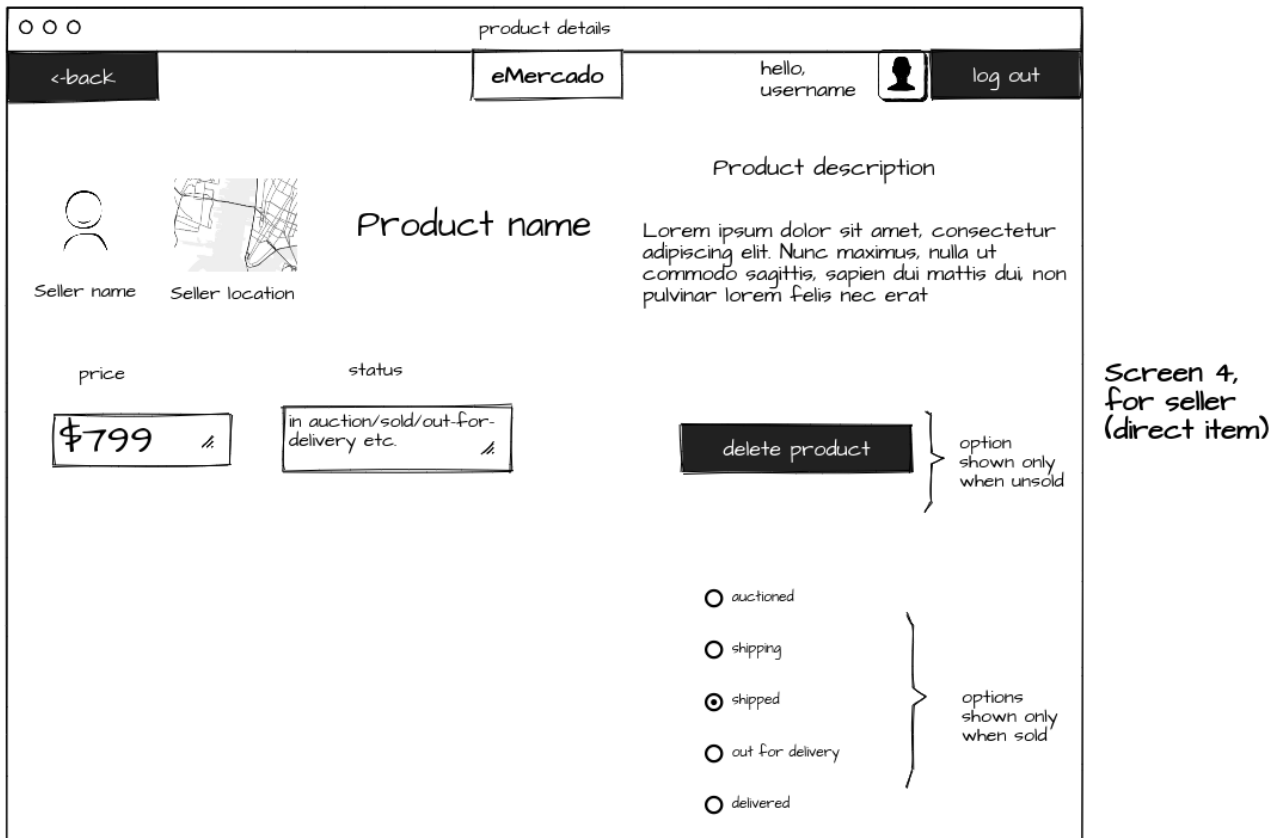 product details
<-back
eMercado
hello,
username
log out
Product description
Product name
Lorem ipsum dolor sit amet, consectetur
adipiscing elit. Nunc maximus, nulla ut
commodo sagittis, sapien dui mattis dui, non
pulvinar lorem felis nec erat
Seller name
Seller location
price
status
$799
in auction/sold/out-for-
delivery etc.
delete product
option
shown only
when unsold
Screen 4,
for seller
(direct item)
auctioned
shipping
shipped
out for delivery
delivered
options
shown only
when sold